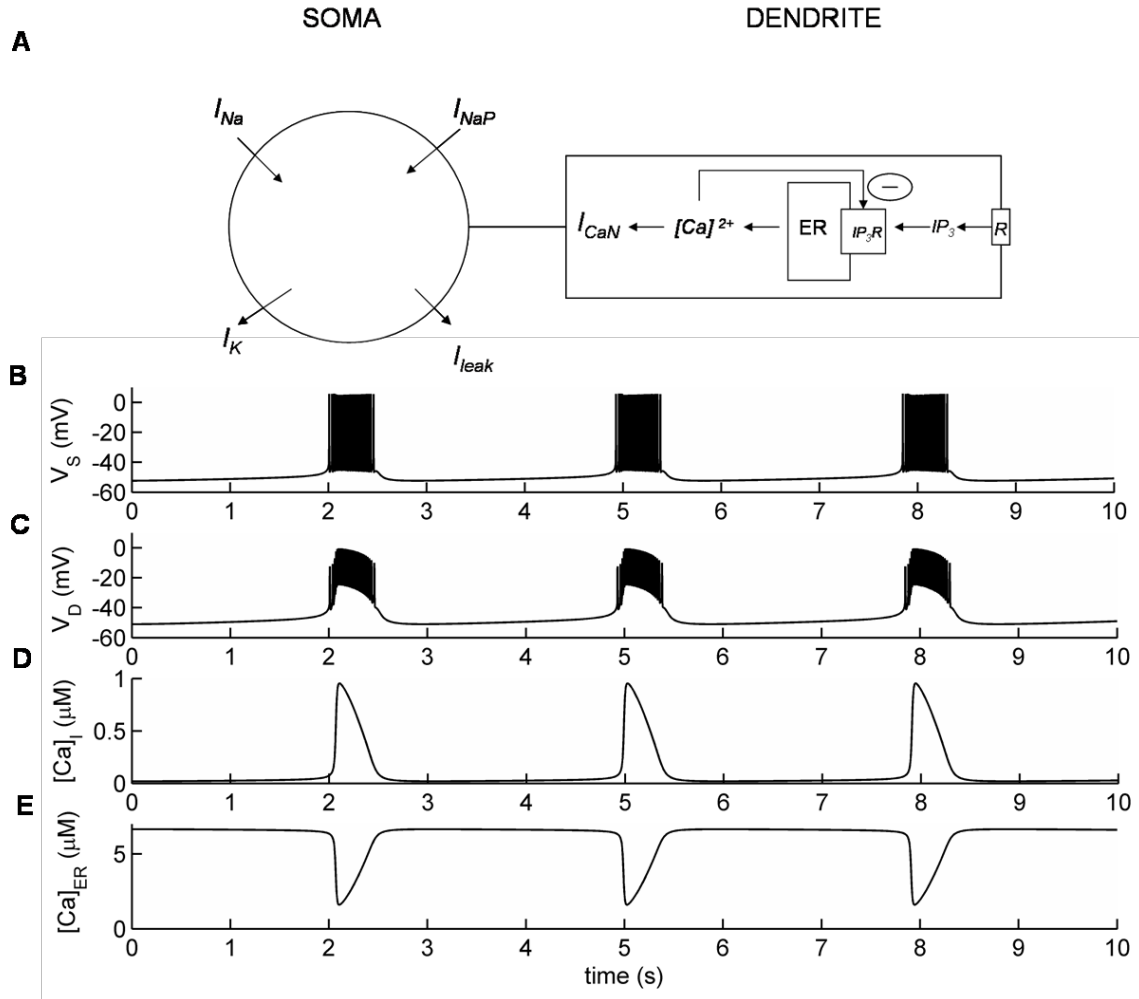 SOMA DENDRITE
A
I_Na I_NaP
I_CaN [Ca]²⁺ ER IP₃R IP₃ R
−
I_K I_leak
B
V_S (mV)
0
-20
-40
-60
0 1 2 3 4 5 6 7 8 9 10
C
V_D (mV)
0
-20
-40
-60
0 1 2 3 4 5 6 7 8 9 10
D
[Ca]_I (μM)
1
0.5
0
0 1 2 3 4 5 6 7 8 9 10
E
[Ca]_ER (μM)
5
0
0 1 2 3 4 5 6 7 8 9 10
time (s)